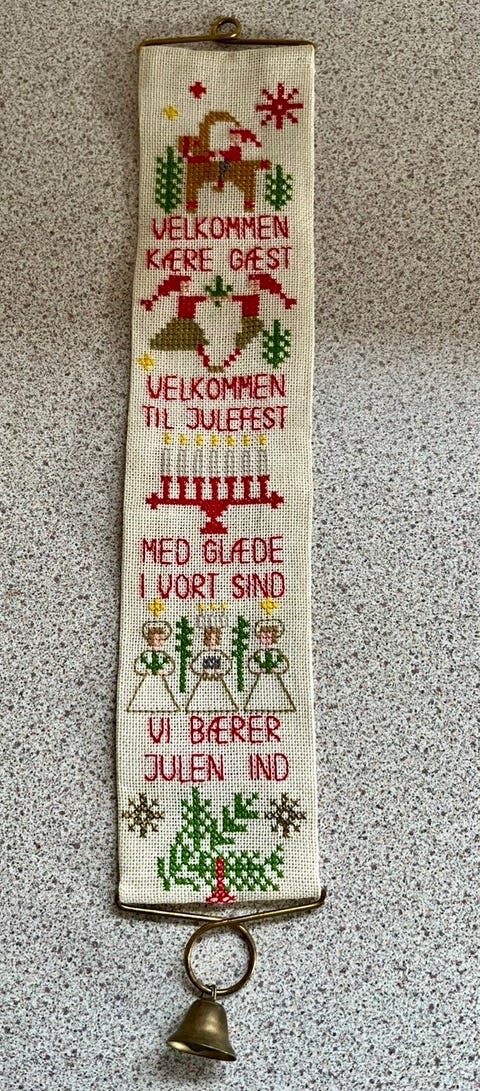 VELKOMMEN
KÆRE GÆST
VELKOMMEN
TIL JULEFEST
MED GLÆDE
I VORT SIND
VI BÆRER
JULEN IND